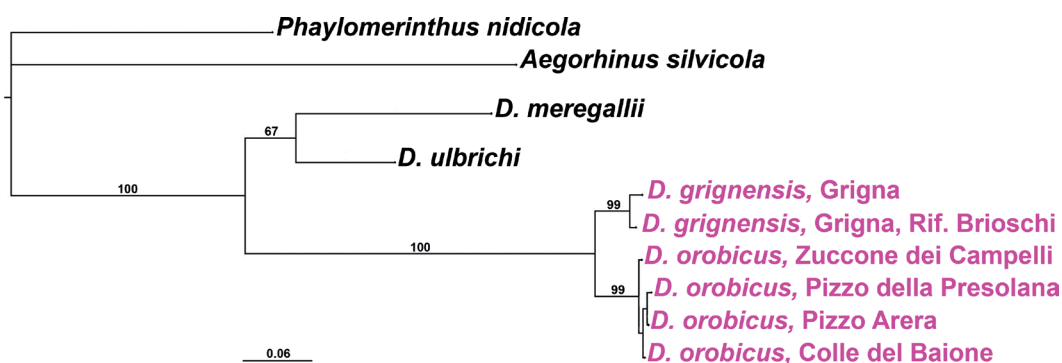 Phaylomerinthus nidicola
Aegorhinus silvicola
D. meregallii
67
D. ulbrichi
100
D. grignensis, Grigna
99
D. grignensis, Grigna, Rif. Brioschi
100
D. orobicus, Zuccone dei Campelli
99
D. orobicus, Pizzo della Presolana
D. orobicus, Pizzo Arera
0.06
D. orobicus, Colle del Baione